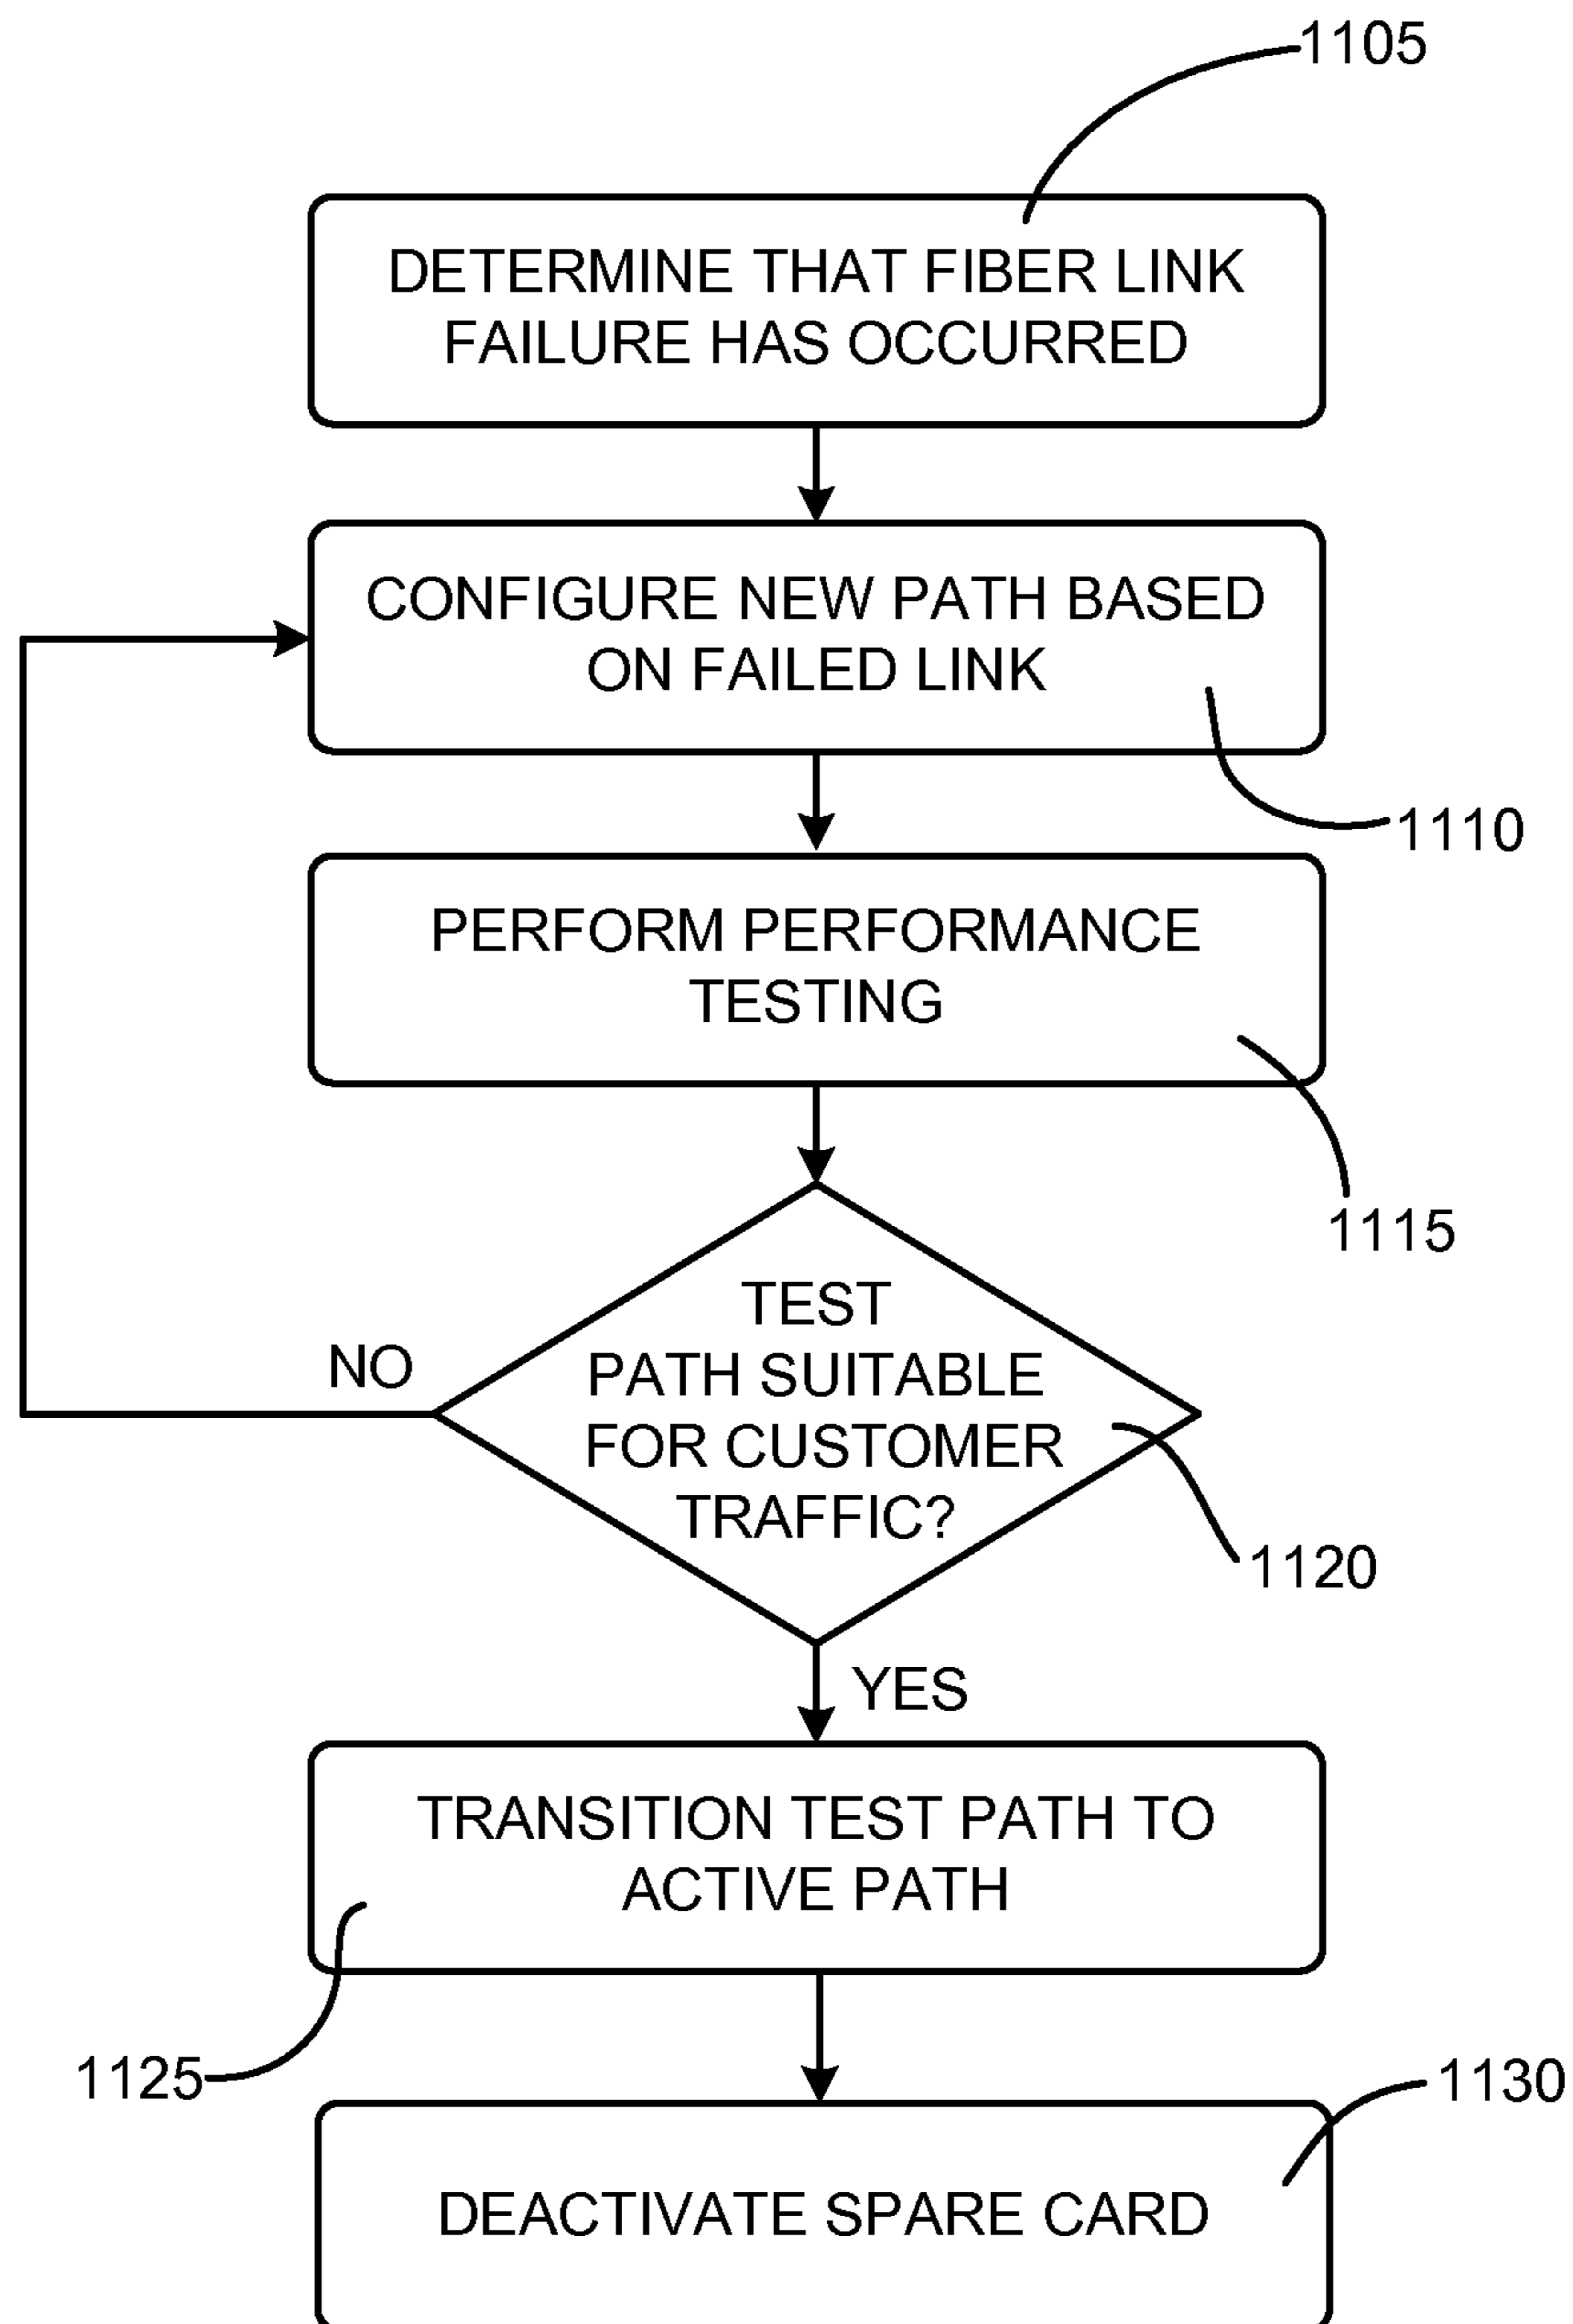 1105
DETERMINE THAT FIBER LINK
FAILURE HAS OCCURRED
CONFIGURE NEW PATH BASED
ON FAILED LINK
1110
PERFORM PERFORMANCE
TESTING
1115
TEST
PATH SUITABLE
FOR CUSTOMER
TRAFFIC?
NO
1120
YES
TRANSITION TEST PATH TO
ACTIVE PATH
1125
1130
DEACTIVATE SPARE CARD